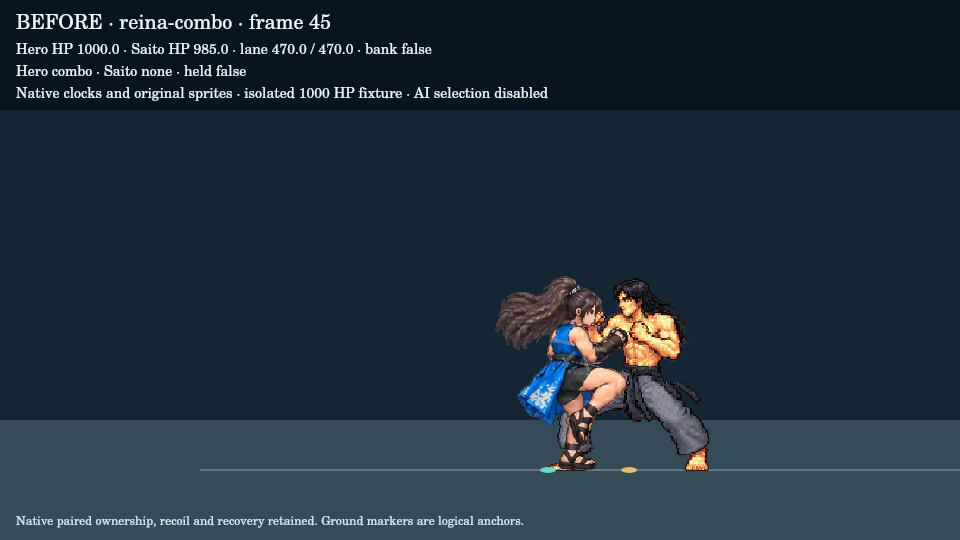 BEFORE · reina-combo · frame 45
Hero HP 1000.0 · Saito HP 985.0 · lane 470.0 / 470.0 · bank false
Hero combo · Saito none · held false
Native clocks and original sprites · isolated 1000 HP fixture · AI selection disabled
Native paired ownership, recoil and recovery retained. Ground markers are logical anchors.